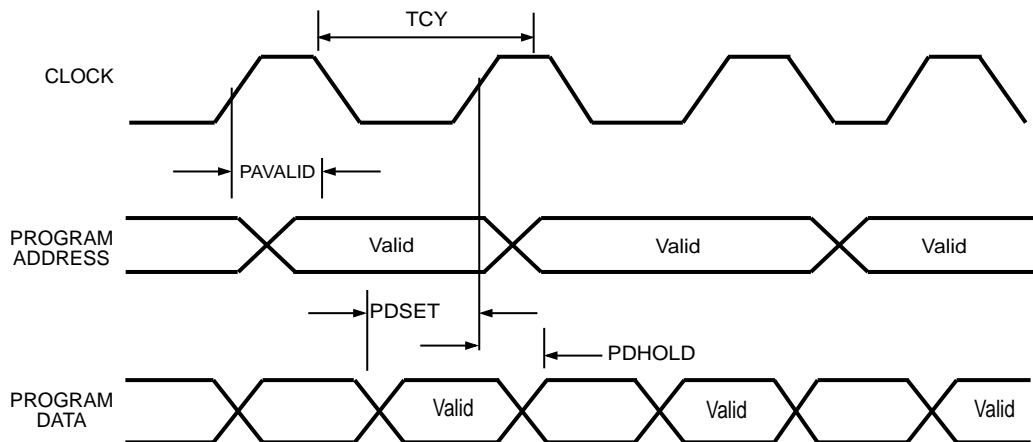 TCY
CLOCK
PAVALID
PROGRAM
ADDRESS
Valid
Valid
Valid
PDSET
PDHOLD
PROGRAM
DATA
Valid
Valid
Valid